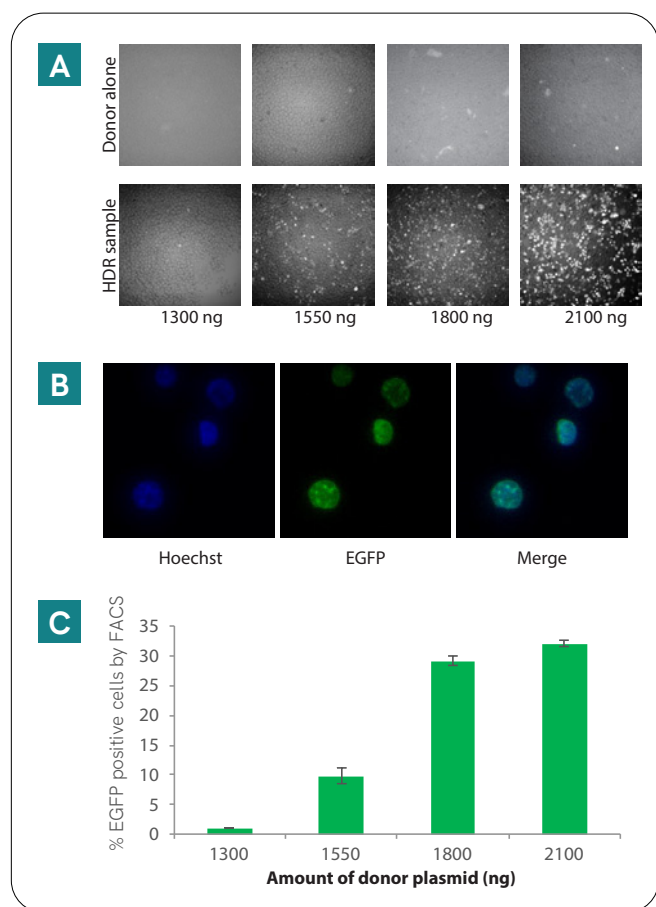 A
Donor alone
HDR sample
1300 ng 1550 ng 1800 ng 2100 ng
B
Hoechst EGFP Merge
C
% EGFP positive cells by FACS
35
30
25
20
15
10
5
0
1300 1550 1800 2100
Amount of donor plasmid (ng)